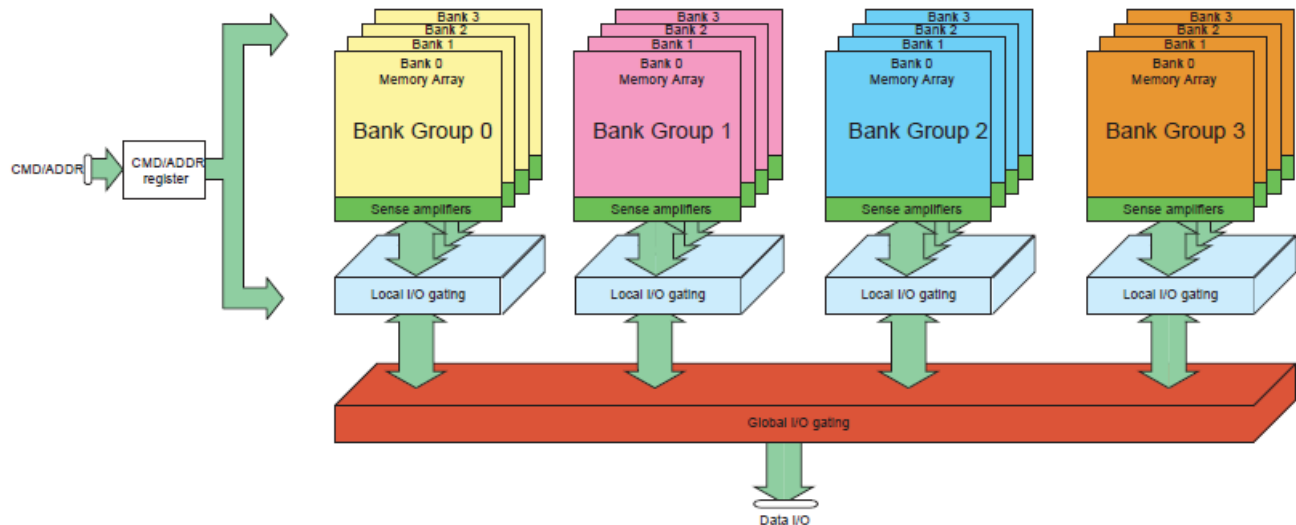 Bank 3
Bank 2
Bank 1
Bank 0
Memory Array
Bank Group 0
Sense amplifiers
Bank 3
Bank 2
Bank 1
Bank 0
Memory Array
Bank Group 1
Sense amplifiers
Bank 3
Bank 2
Bank 1
Bank 0
Memory Array
Bank Group 2
Sense amplifiers
Bank 3
Bank 2
Bank 1
Bank 0
Memory Array
Bank Group 3
Sense amplifiers
CMD/ADDR
CMD/ADDR
register
Local I/O gating
Local I/O gating
Local I/O gating
Local I/O gating
Global I/O gating
Data I/O